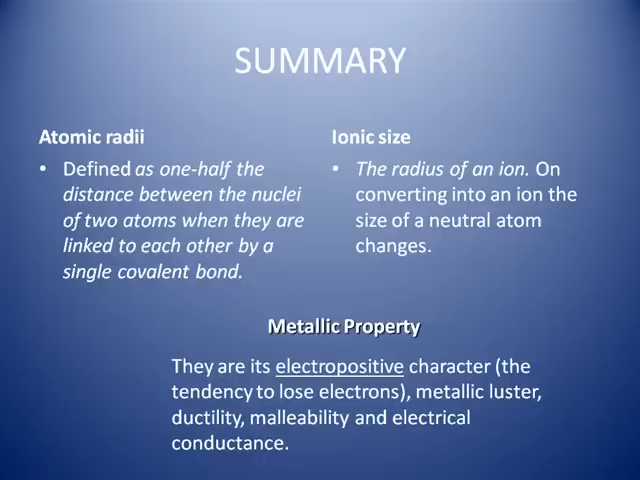 SUMMARY
Atomic radii
• Defined as one-half the
distance between the nuclei
of two atoms when they are
linked to each other by a
single covalent bond.
Ionic size
• The radius of an ion. On
converting into an ion the
size of a neutral atom
changes.
Metallic Property
They are its electropositive character (the
tendency to lose electrons), metallic luster,
ductility, malleability and electrical
conductance.